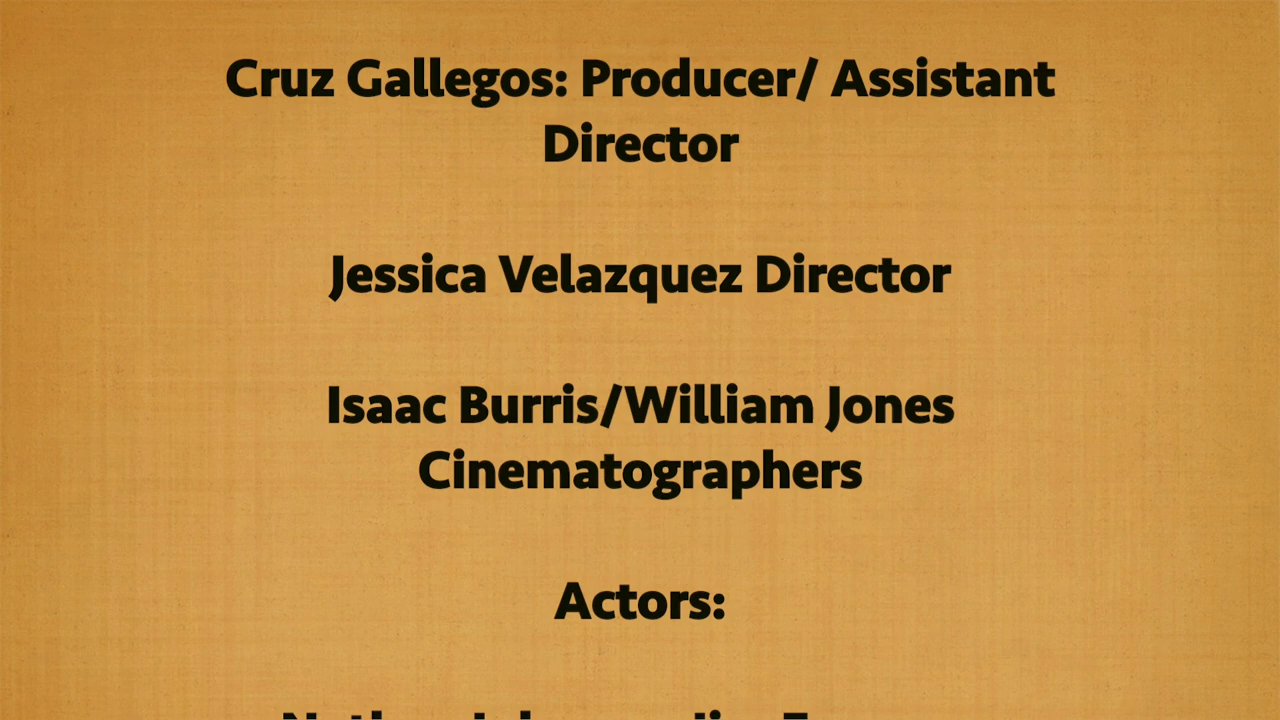 Cruz Gallegos: Producer/ Assistant
Director
Jessica Velazquez Director
Isaac Burris/William Jones
Cinematographers
Actors: